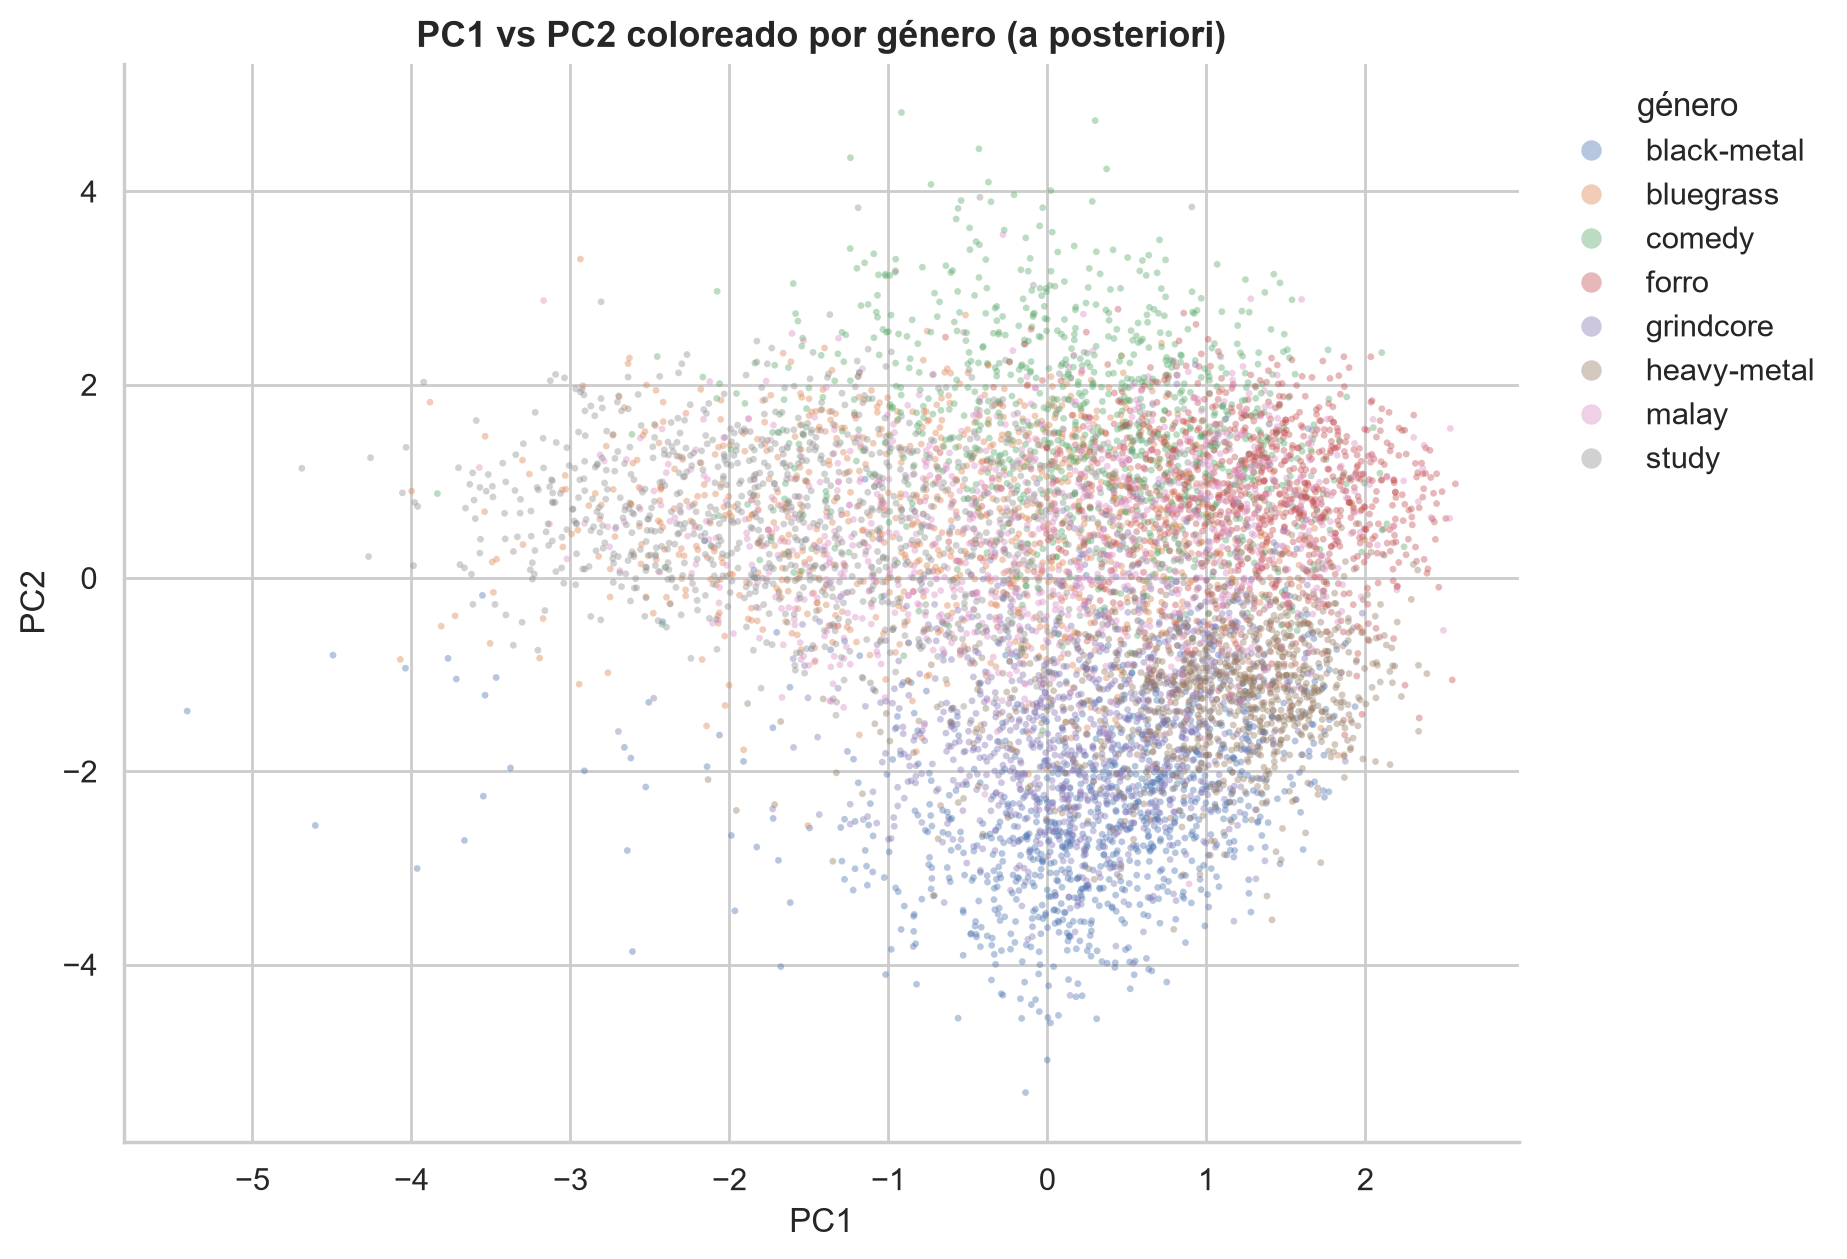 PC1 vs PC2 coloreado por género (a posteriori)
género
black-metal
bluegrass
comedy
forro
grindcore
heavy-metal
malay
study
PC2
4
2
0
−2
−4
−5 −4 −3 −2 −1 0 1 2
PC1